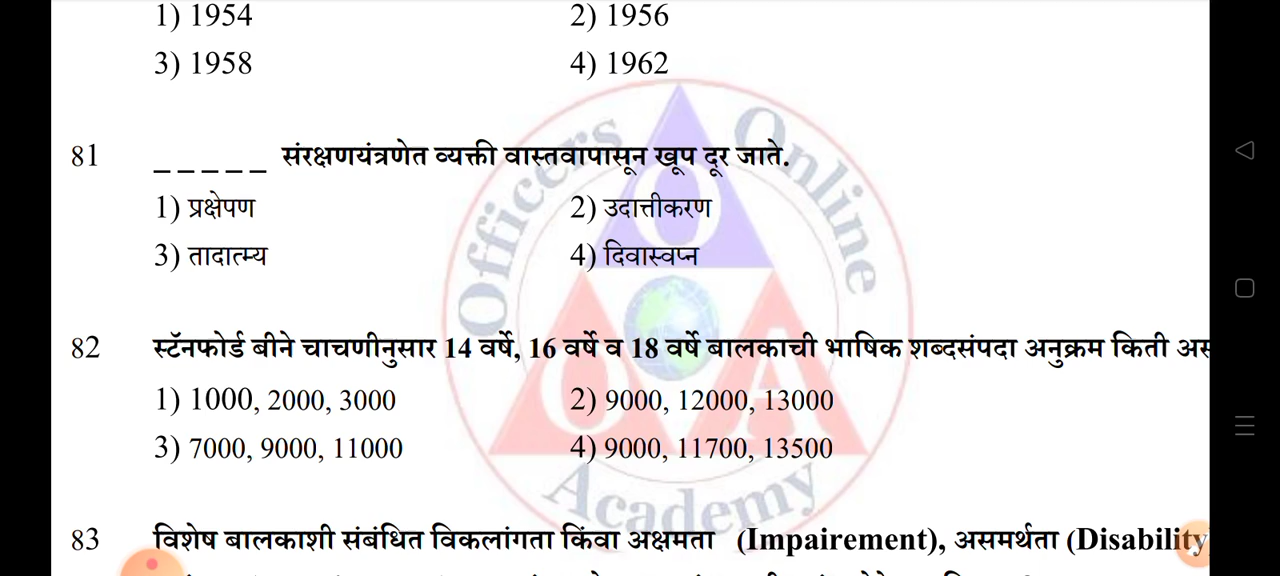 1) 1954 2) 1956
3) 1958 4) 1962
81 _ _ _ _ _ संरक्षणयंत्रणेत व्यक्ती वास्तवापासून खूप दूर जाते.
1) प्रक्षेपण 2) उदात्तीकरण
3) तादात्म्य 4) दिवास्वप्न
82 स्टॅनफोर्ड बीने चाचणीनुसार 14 वर्षे, 16 वर्षे व 18 वर्षे बालकाची भाषिक शब्दसंपदा अनुक्रम किती अस
1) 1000, 2000, 3000 2) 9000, 12000, 13000
3) 7000, 9000, 11000 4) 9000, 11700, 13500
83 विशेष बालकाशी संबंधित विकलांगता किंवा अक्षमता (Impairement), असमर्थता (Disability)
Officers Online Academy
OOA